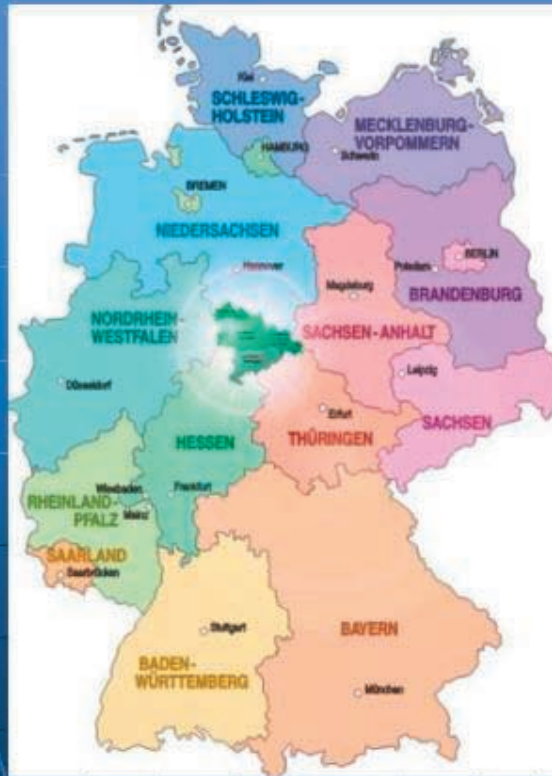 Kiel
SCHLESWIG-
HOLSTEIN
MECKLENBURG-
VORPOMMERN
HAMBURG
Schwerin
BREMEN
NIEDERSACHSEN
Hannover
BERLIN
Potsdam
BRANDENBURG
Magdeburg
NORDRHEIN-
WESTFALEN
SACHSEN-ANHALT
Düsseldorf
Leipzig
Erfurt
SACHSEN
HESSEN
THÜRINGEN
Wiesbaden
Frankfurt
RHEINLAND-
PFALZ
Mainz
SAARLAND
Saarbrücken
Stuttgart
BAYERN
BADEN-
WÜRTTEMBERG
München